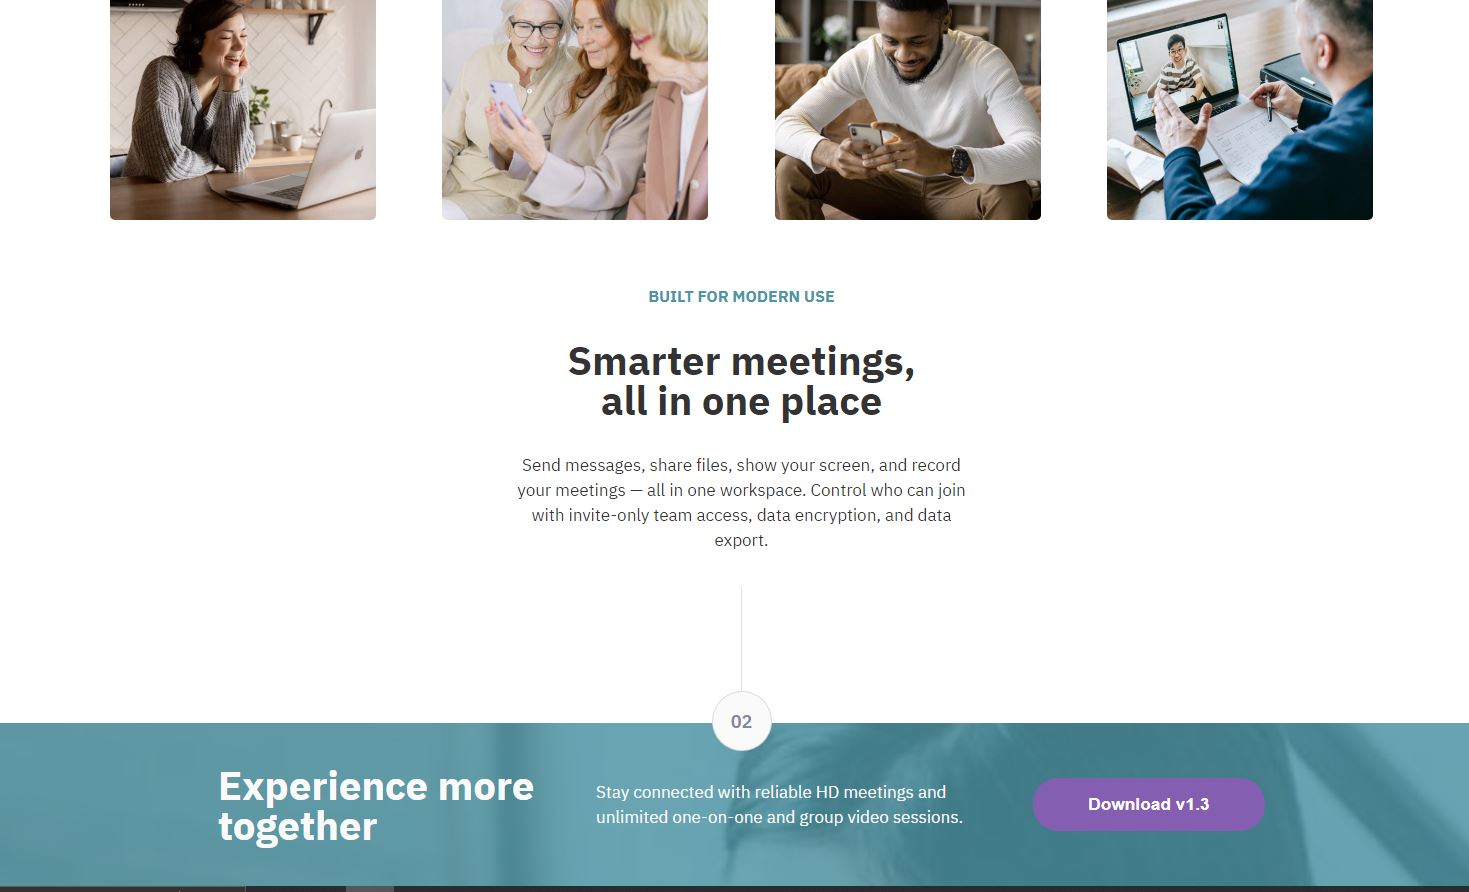 BUILT FOR MODERN USE
Smarter meetings,
all in one place
Send messages, share files, show your screen, and record
your meetings — all in one workspace. Control who can join
with invite-only team access, data encryption, and data
export.
02
Experience more
together
Stay connected with reliable HD meetings and
unlimited one-on-one and group video sessions.
Download v1.3